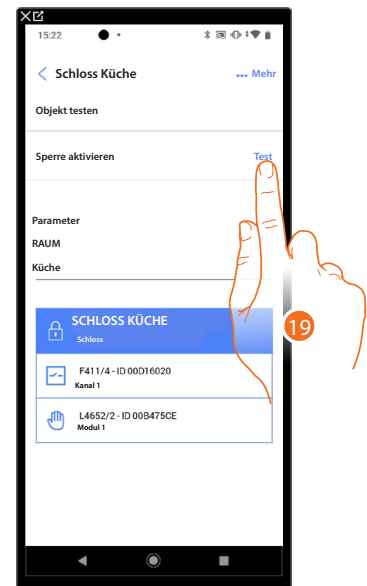 15:22
Schloss Küche
... Mehr
Objekt testen
Sperre aktivieren
Test
Parameter
RAUM
Küche
SCHLOSS KÜCHE
Schloss
F411/4 - ID 00D16020
Kanal 1
L4652/2 - ID 00B475CE
Modul 1
19